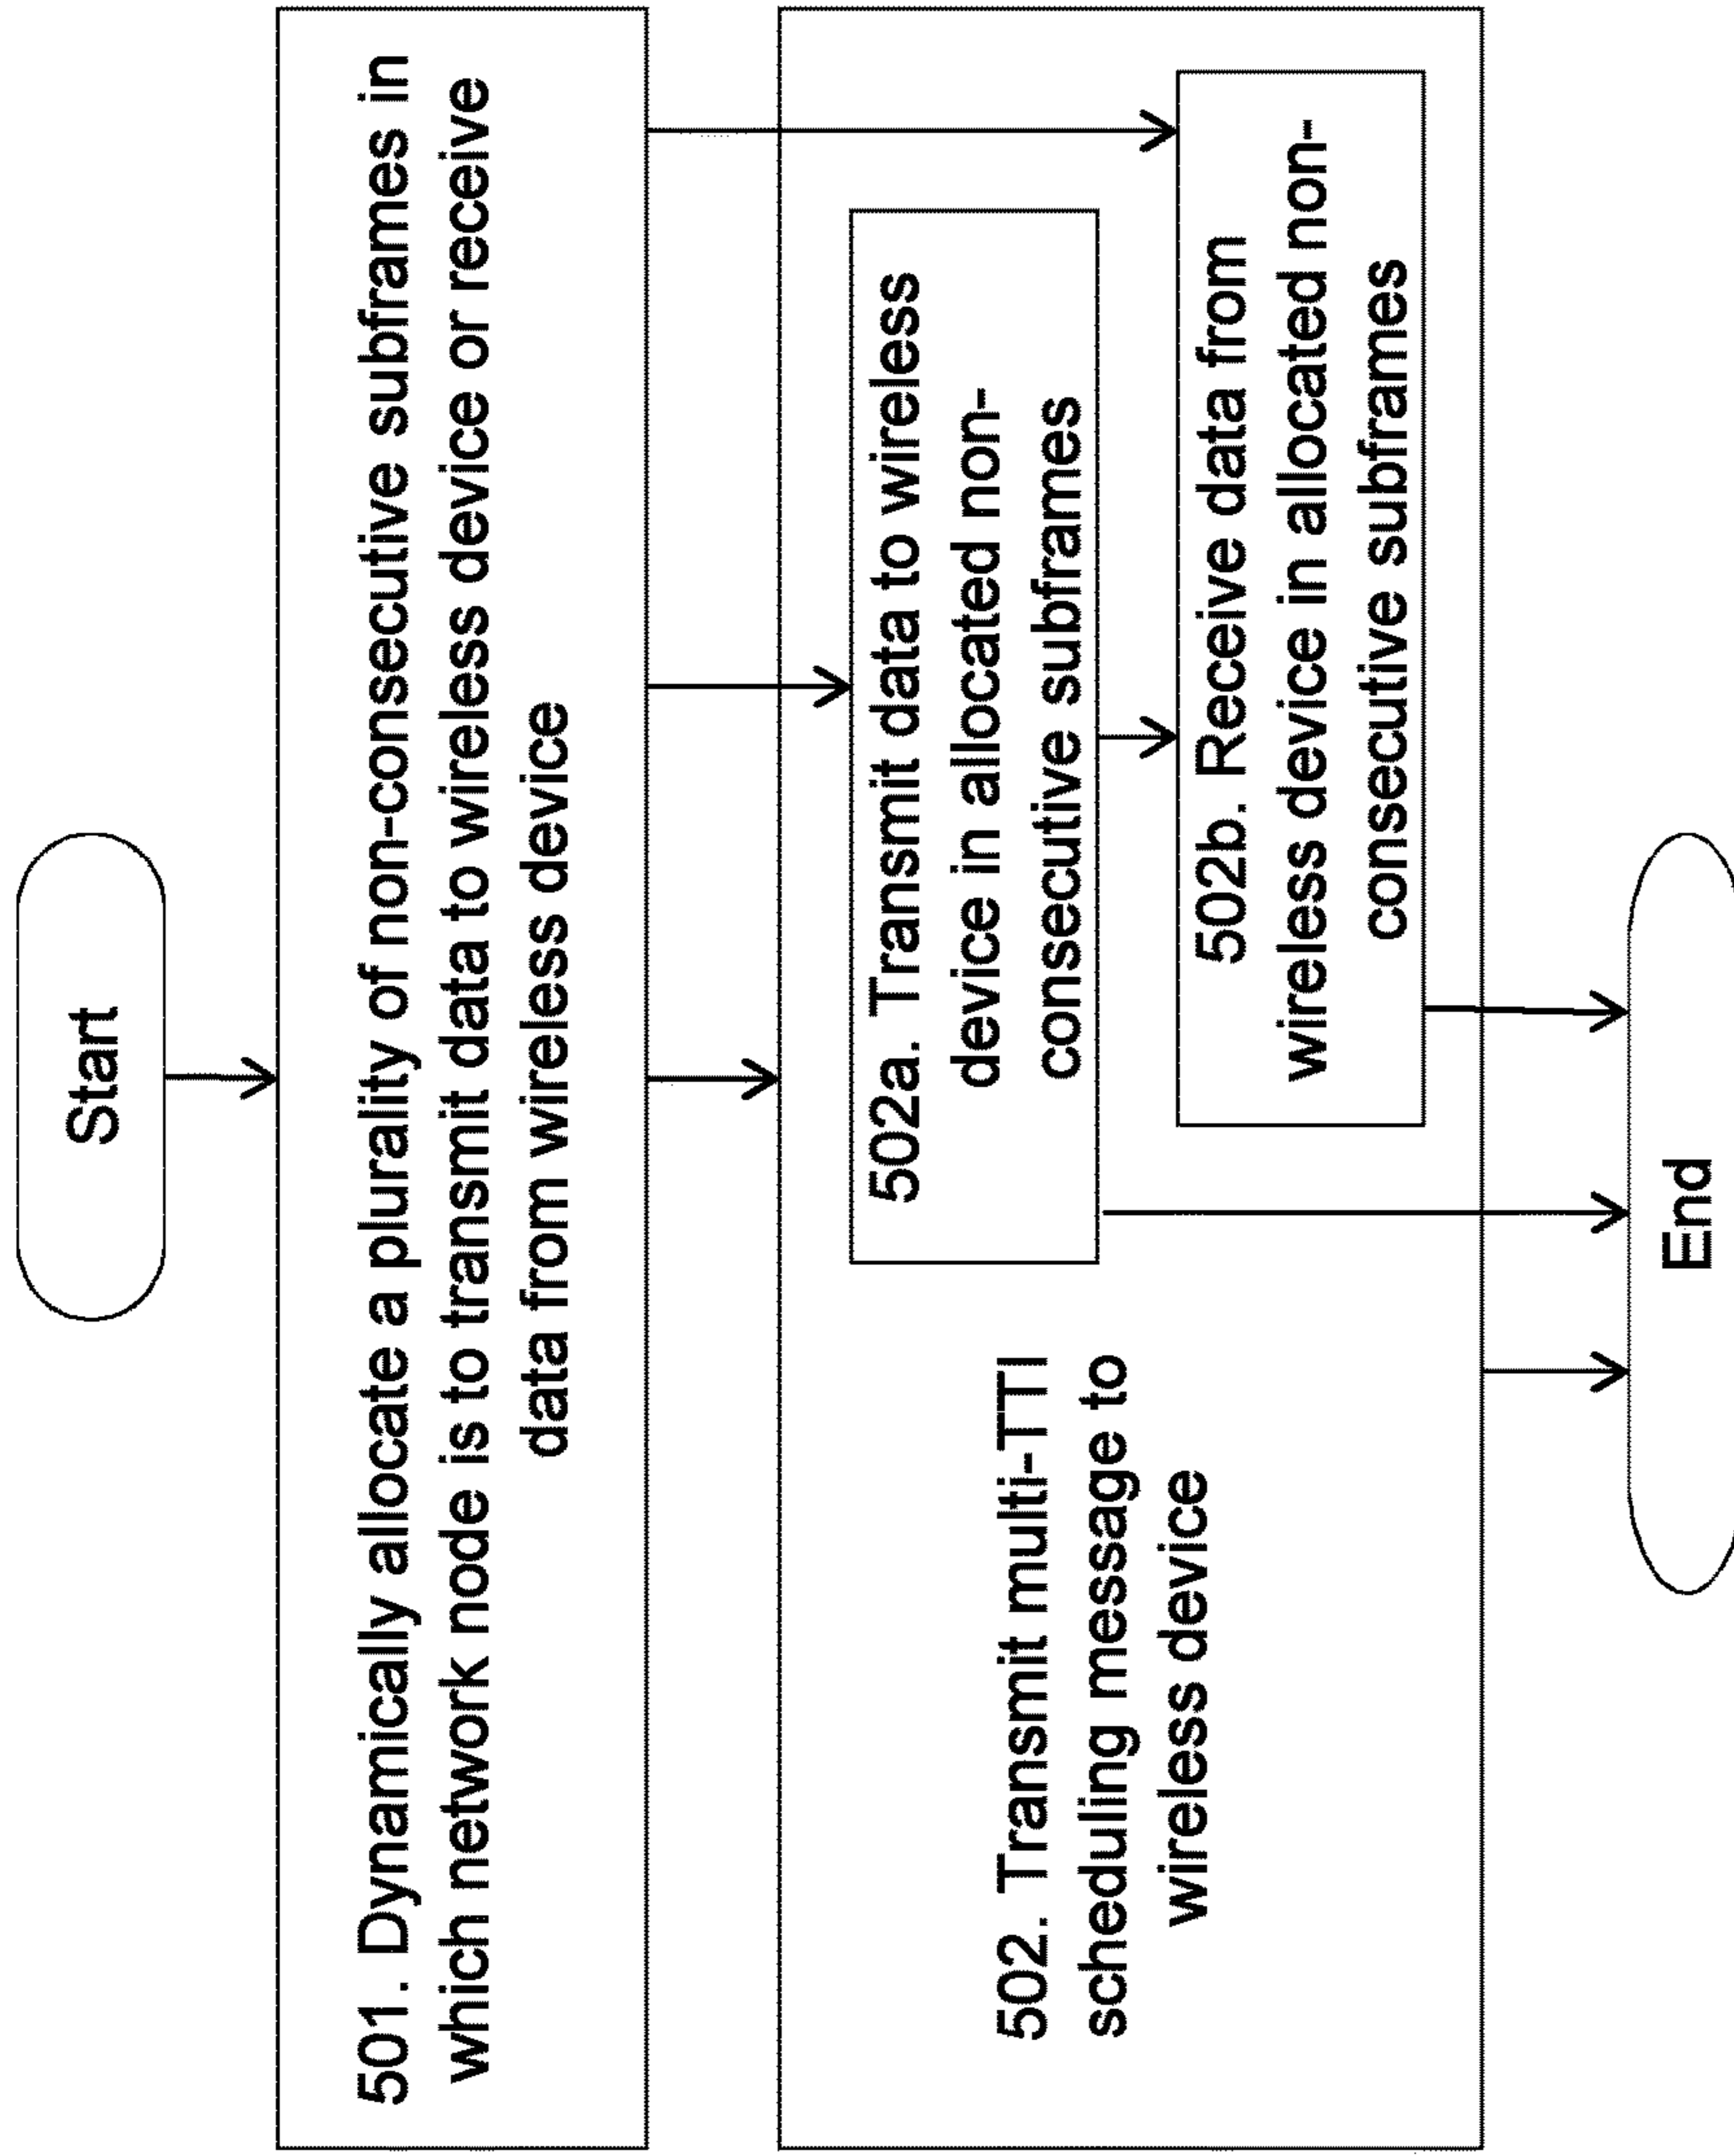 Start
501. Dynamically allocate a plurality of non-consecutive subframes in
which network node is to transmit data to wireless device or receive
data from wireless device
502. Transmit multi-TTI
scheduling message to
wireless device
502a. Transmit data to wireless
device in allocated non-
consecutive subframes
502b. Receive data from
wireless device in allocated non-
consecutive subframes
End